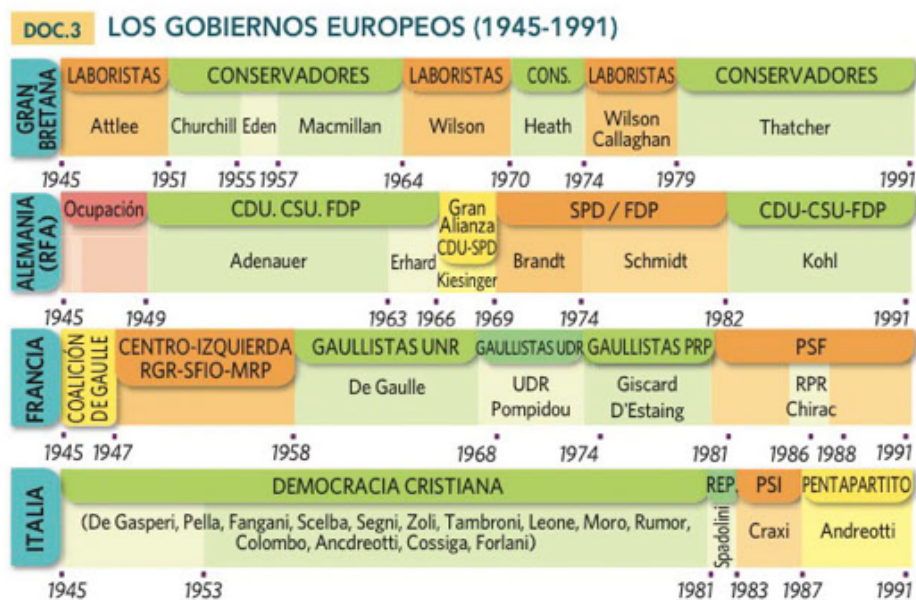 DOC.3 LOS GOBIERNOS EUROPEOS (1945-1991)
GRAN BRETAÑA
LABORISTAS CONSERVADORES LABORISTAS CONS. LABORISTAS CONSERVADORES
Attlee Churchill Eden Macmillan Wilson Heath Wilson Callaghan Thatcher
1945 1951 1955 1957 1964 1970 1974 1979 1991
ALEMANIA (RFA)
Ocupación CDU. CSU. FDP Gran Alianza CDU-SPD SPD / FDP CDU-CSU-FDP
Adenauer Erhard Kiesinger Brandt Schmidt Kohl
1945 1949 1963 1966 1969 1974 1982 1991
FRANCIA
COALICIÓN DE GAULLE
CENTRO-IZQUIERDA RGR-SFIO-MRP GAULLISTAS UNR GAULLISTAS UDR GAULLISTAS PRP PSF
De Gaulle UDR Pompidou Giscard D'Estaing RPR Chirac
1945 1947 1958 1968 1974 1981 1986 1988 1991
ITALIA
DEMOCRACIA CRISTIANA REP. PSI PENTAPARTITO
(De Gasperi, Pella, Fangani, Scelba, Segni, Zoli, Tambroni, Leone, Moro, Rumor,
Colombo, Ancdreotti, Cossiga, Forlani)
Spadolini Craxi Andreotti
1945 1953 1981 1983 1987 1991